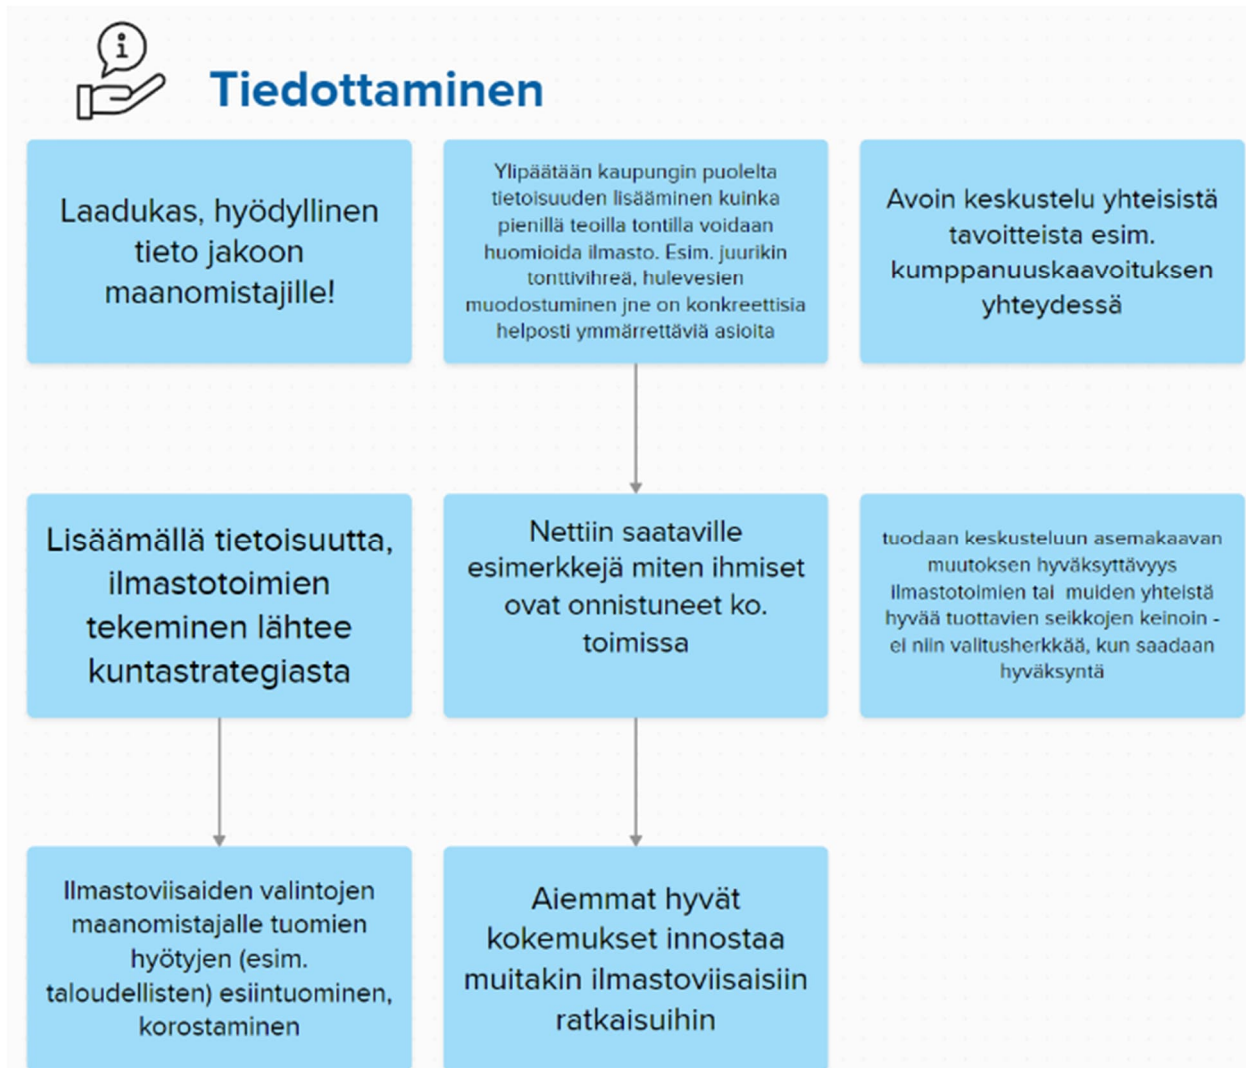 Tiedottaminen
Laadukas, hyödyllinen
tieto jakoon
maanomistajille!
Ylipäätään kaupungin puolelta
tietoisuuden lisääminen kuinka
pienillä teoilla tontilla voidaan
huomioida ilmasto. Esim. juurikin
tonttivihreä, hulevesien
muodostuminen jne on konkreettisia
helposti ymmärrettäviä asioita
Avoin keskustelu yhteisistä
tavoitteista esim.
kumppanuuskaavoituksen
yhteydessä
Lisäämällä tietoisuutta,
ilmastotoimien
tekeminen lähtee
kuntastrategiasta
Nettiin saataville
esimerkkejä miten ihmiset
ovat onnistuneet ko.
toimissa
tuodaan keskusteluun asemakaavan
muutoksen hyväksyttävyys
ilmastotoimien tai muiden yhteistä
hyvää tuottavien seikkojen keinoin -
ei niin valitusherkkää, kun saadaan
hyväksyntä
Ilmastoviisaiden valintojen
maanomistajalle tuomien
hyötyjen (esim.
taloudellisten) esiintuominen,
korostaminen
Aiemmat hyvät
kokemukset innostaa
muitakin ilmastoviisaisiin
ratkaisuihin